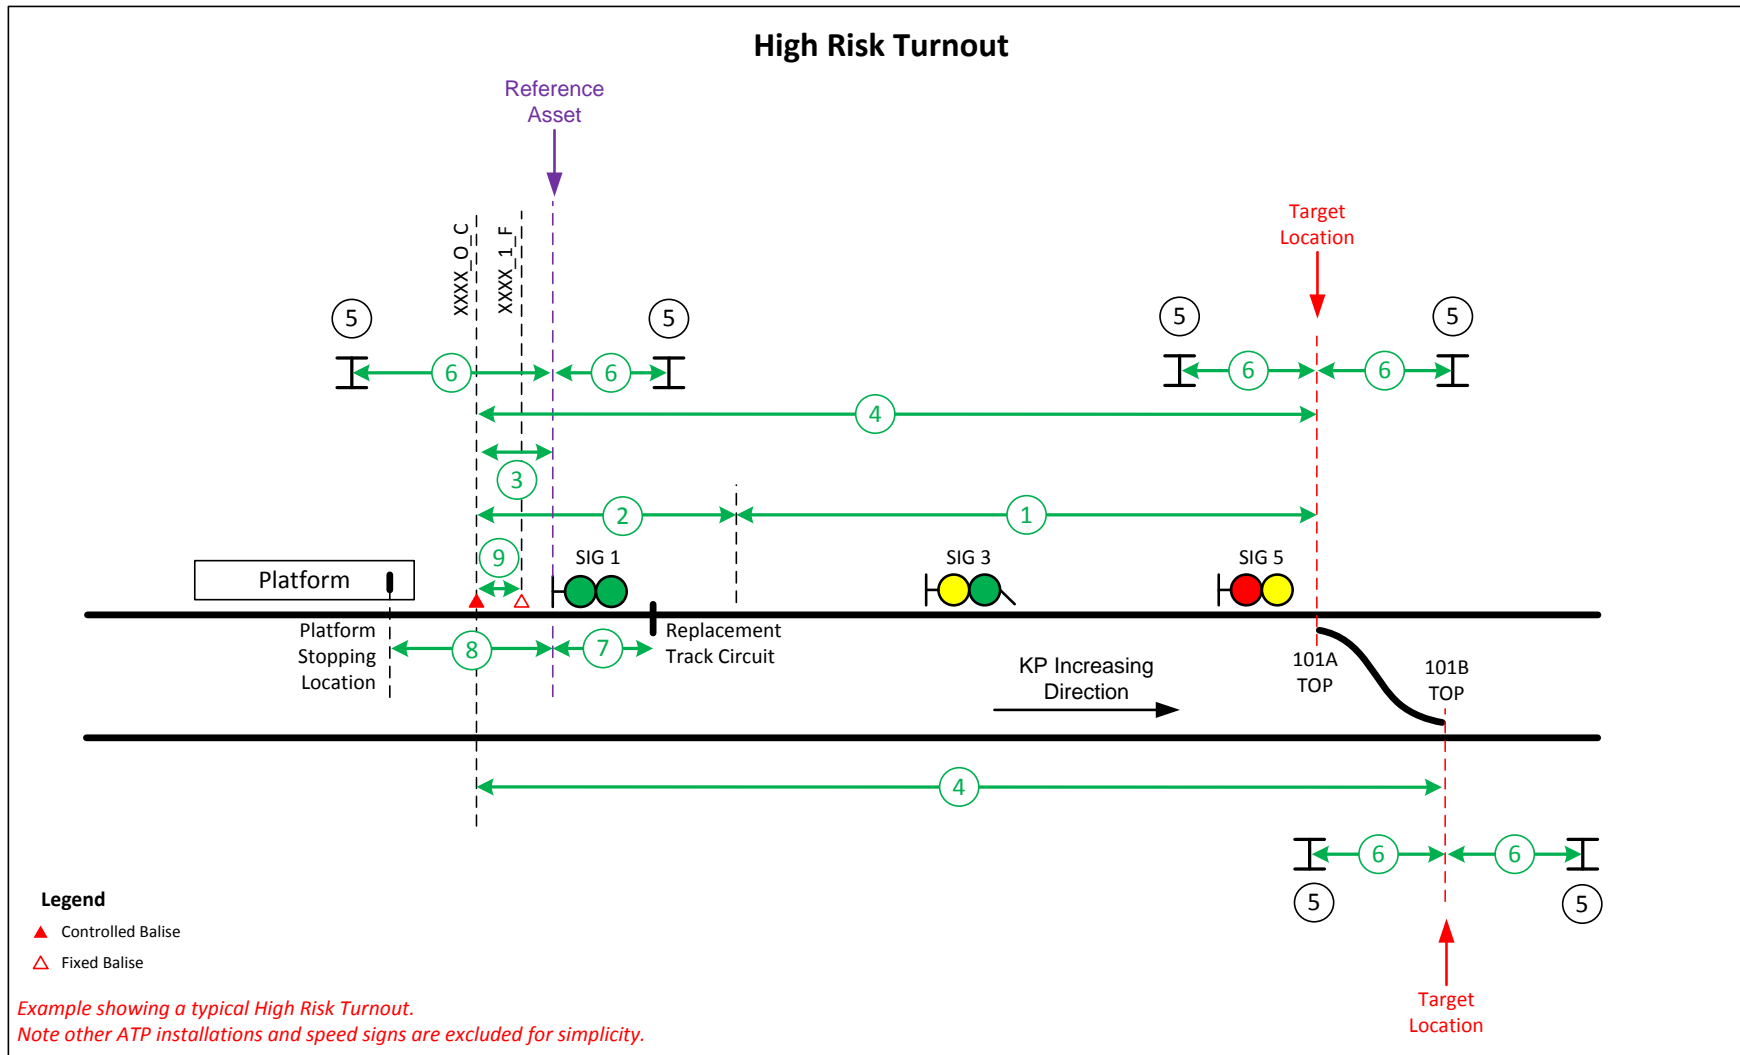 High Risk Turnout
Reference
Asset
Target
Location
XXXX_O_C
XXXX_1_F
5
5
5
5
6
6
6
6
4
3
2
1
9
SIG 1
SIG 3
SIG 5
Platform
Platform
Stopping
Location
8
7
Replacement
Track Circuit
KP Increasing
Direction
101A
TOP
101B
TOP
4
6
6
5
5
Legend
Controlled Balise
Fixed Balise
Target
Location
Example showing a typical High Risk Turnout.
Note other ATP installations and speed signs are excluded for simplicity.